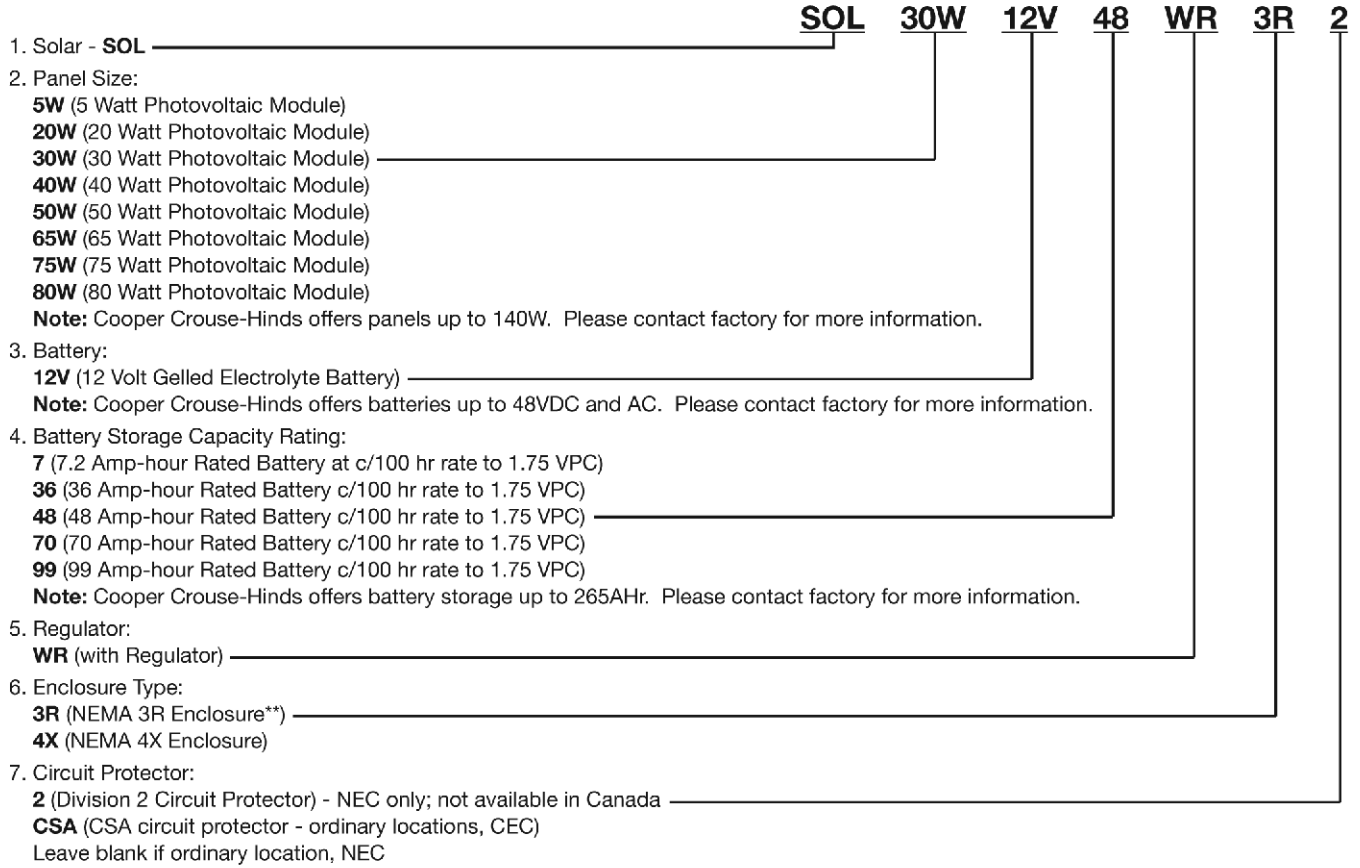 SOL 30W 12V 48 WR 3R 2
1. Solar - SOL
2. Panel Size:
5W (5 Watt Photovoltaic Module)
20W (20 Watt Photovoltaic Module)
30W (30 Watt Photovoltaic Module)
40W (40 Watt Photovoltaic Module)
50W (50 Watt Photovoltaic Module)
65W (65 Watt Photovoltaic Module)
75W (75 Watt Photovoltaic Module)
80W (80 Watt Photovoltaic Module)
Note: Cooper Crouse-Hinds offers panels up to 140W. Please contact factory for more information.
3. Battery:
12V (12 Volt Gelled Electrolyte Battery)
Note: Cooper Crouse-Hinds offers batteries up to 48VDC and AC. Please contact factory for more information.
4. Battery Storage Capacity Rating:
7 (7.2 Amp-hour Rated Battery at c/100 hr rate to 1.75 VPC)
36 (36 Amp-hour Rated Battery c/100 hr rate to 1.75 VPC)
48 (48 Amp-hour Rated Battery c/100 hr rate to 1.75 VPC)
70 (70 Amp-hour Rated Battery c/100 hr rate to 1.75 VPC)
99 (99 Amp-hour Rated Battery c/100 hr rate to 1.75 VPC)
Note: Cooper Crouse-Hinds offers battery storage up to 265AHr. Please contact factory for more information.
5. Regulator:
WR (with Regulator)
6. Enclosure Type:
3R (NEMA 3R Enclosure**)
4X (NEMA 4X Enclosure)
7. Circuit Protector:
2 (Division 2 Circuit Protector) - NEC only; not available in Canada
CSA (CSA circuit protector - ordinary locations, CEC)
Leave blank if ordinary location, NEC